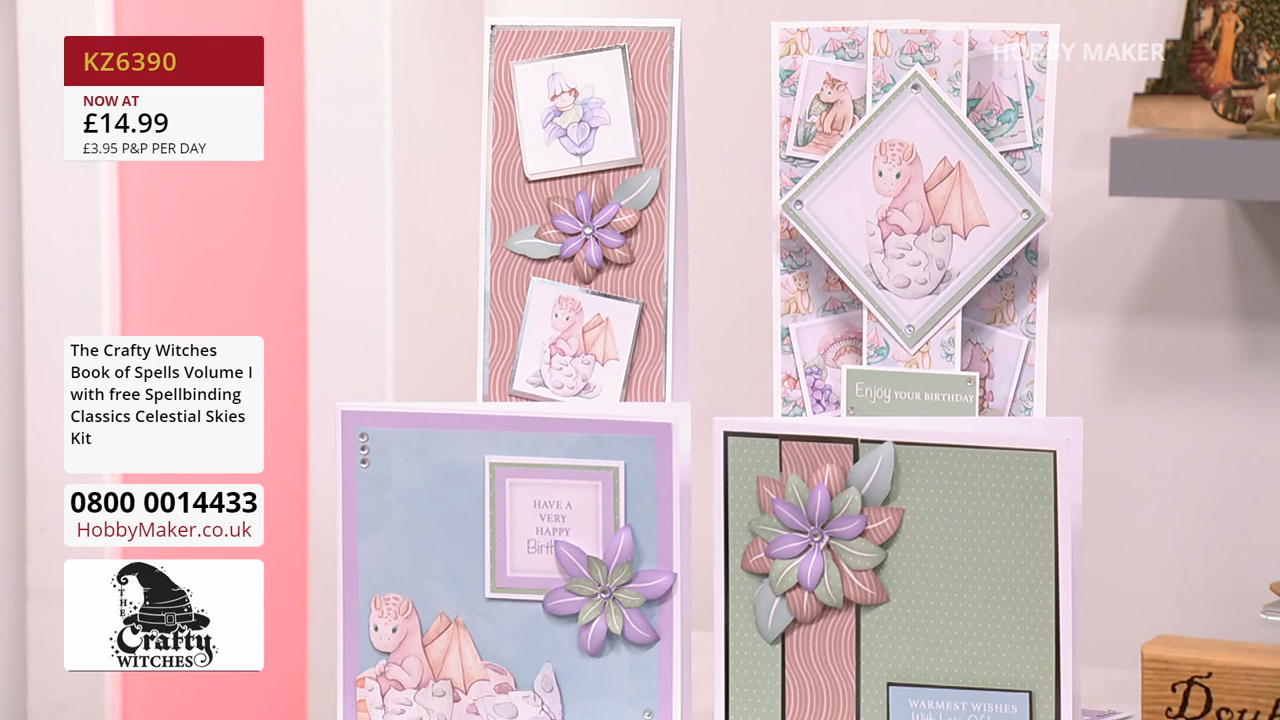 KZ6390
NOW AT
£14.99
£3.95 P&P PER DAY
The Crafty Witches
Book of Spells Volume I
with free Spellbinding
Classics Celestial Skies
Kit
0800 0014433
HobbyMaker.co.uk
THE
Crafty
WITCHES
HOBBY MAKER
Enjoy YOUR BIRTHDAY
HAVE A
VERY
HAPPY
WARMEST WISHES